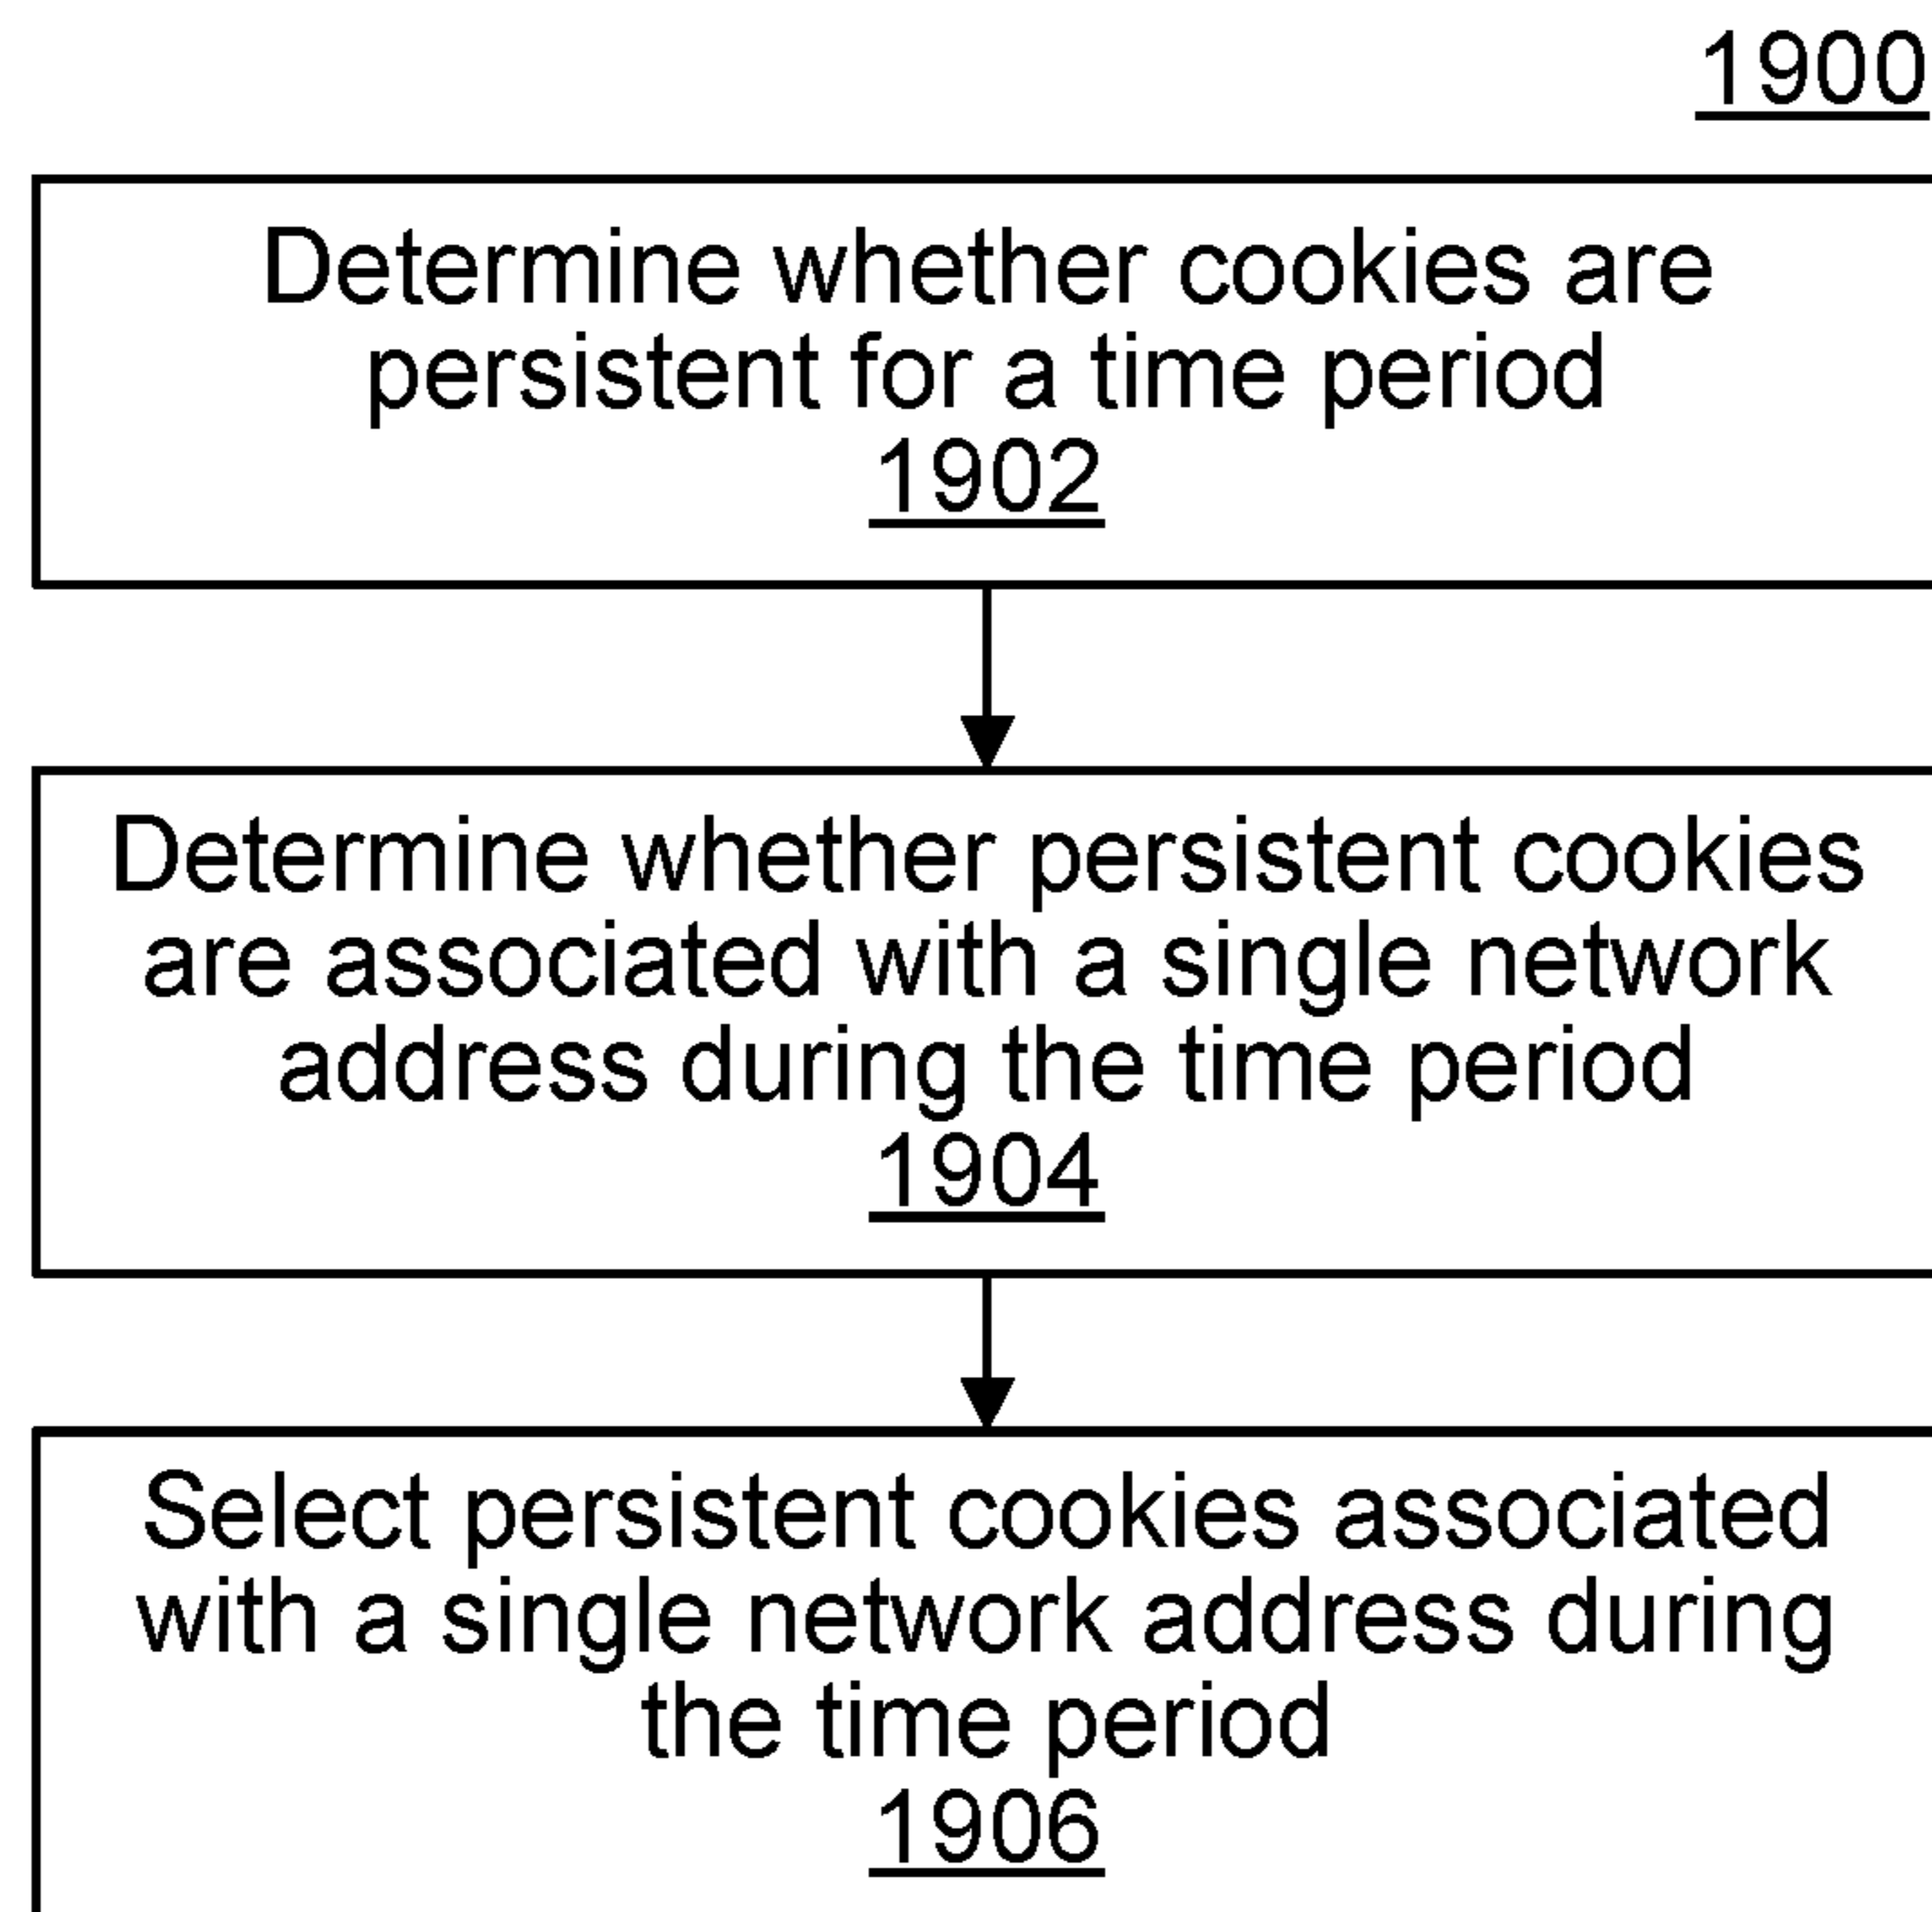 1900
Determine whether cookies are
persistent for a time period
1902
Determine whether persistent cookies
are associated with a single network
address during the time period
1904
Select persistent cookies associated
with a single network address during
the time period
1906